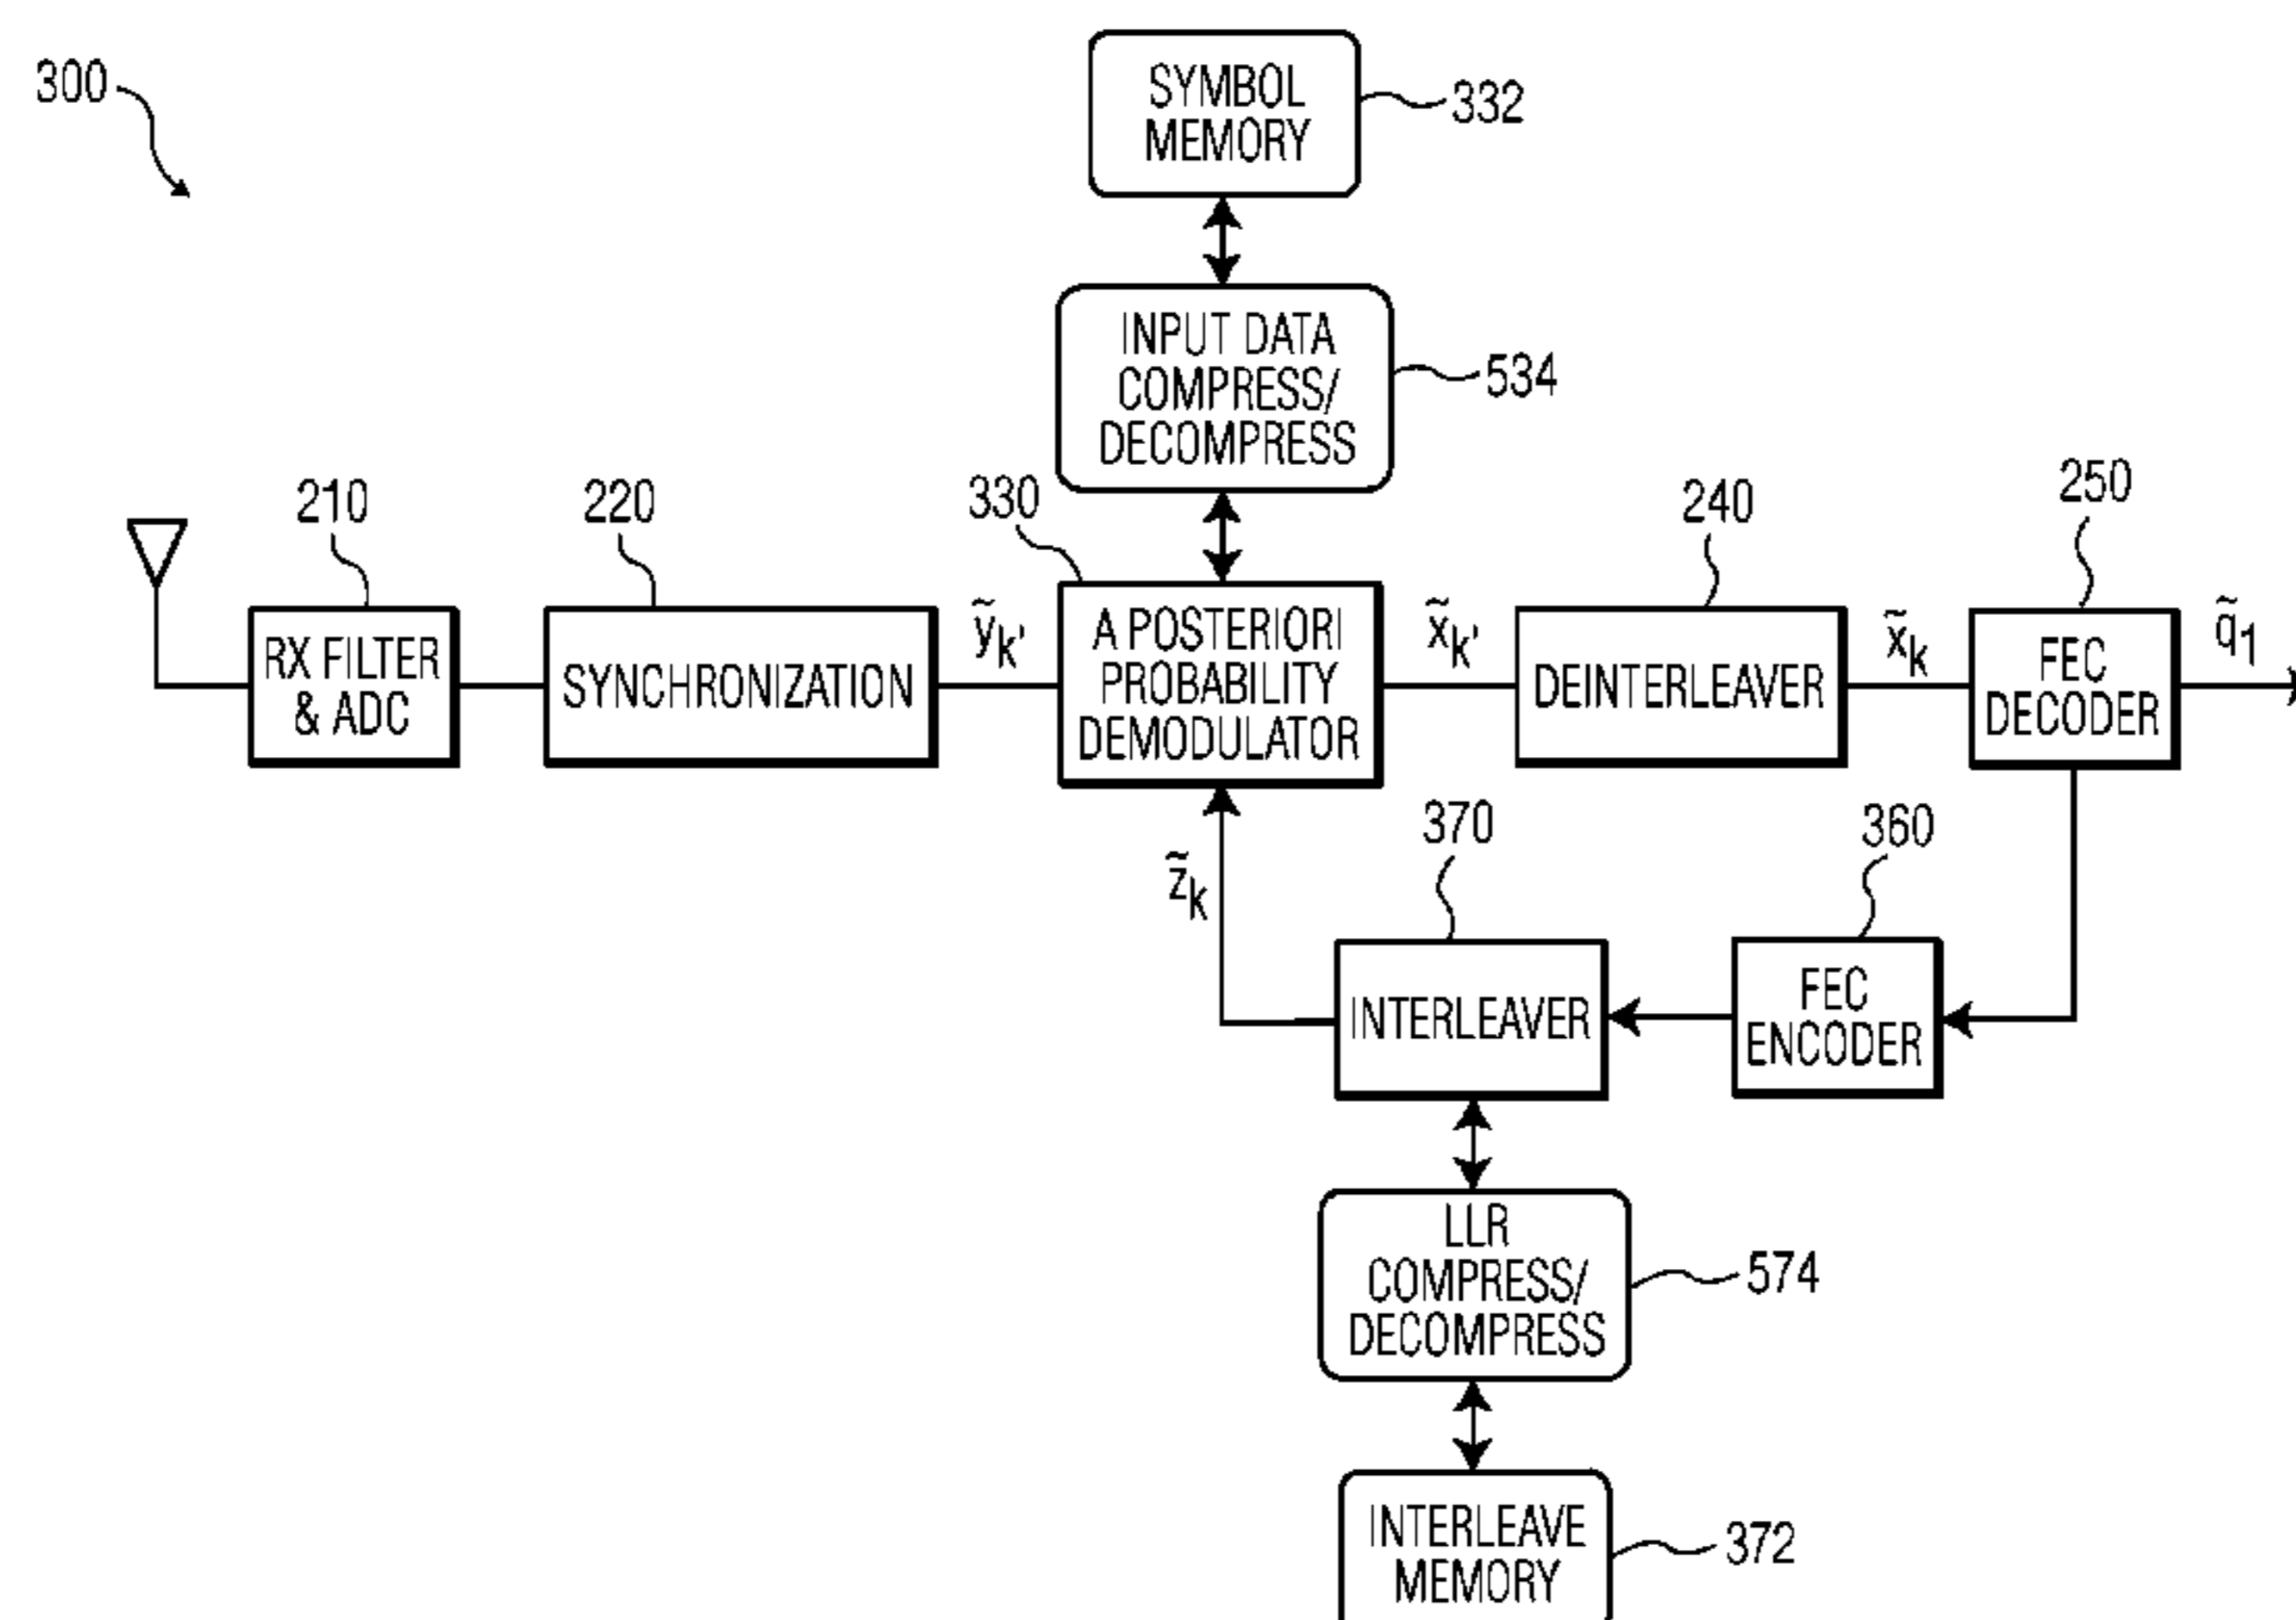 300
SYMBOL
MEMORY
332
INPUT DATA
COMPRESS/
DECOMPRESS
534
210
220
330
240
250
RX FILTER
& ADC
SYNCHRONIZATION
ỹk'
A POSTERIORI
PROBABILITY
DEMODULATOR
x̃k'
DEINTERLEAVER
x̃k
FEC
DECODER
q̃1
z̃k
370
360
INTERLEAVER
FEC
ENCODER
LLR
COMPRESS/
DECOMPRESS
574
INTERLEAVE
MEMORY
372